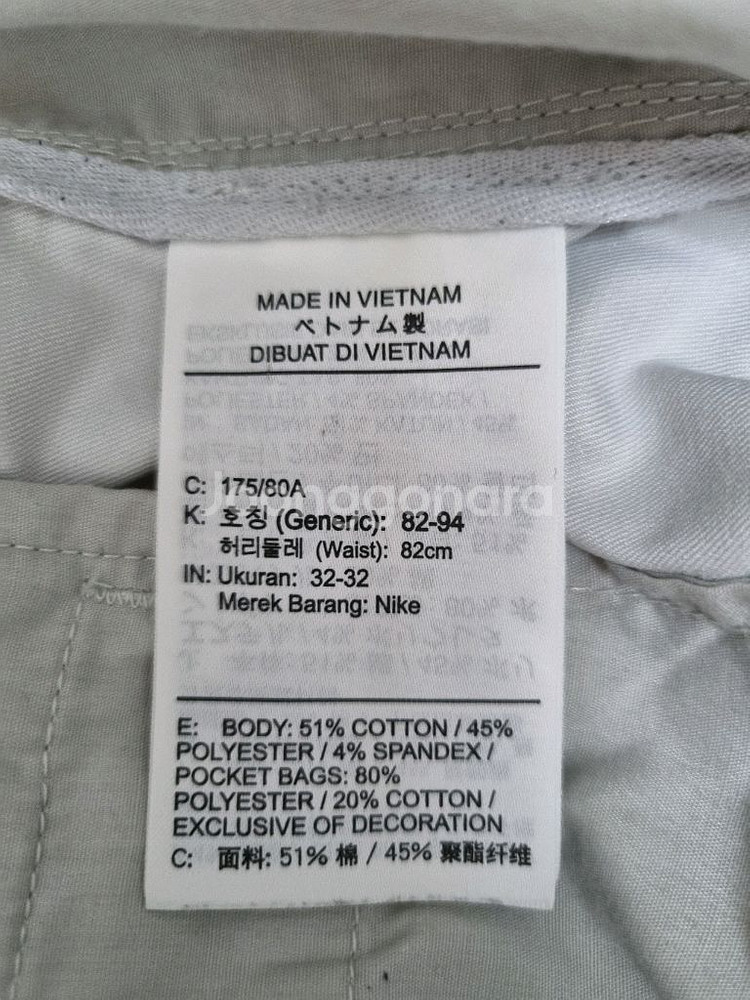 MADE IN VIETNAM
ベトナム製
DIBUAT DI VIETNAM
C: 175/80A
Joonggonara
K: 호칭 (Generic): 82-94
허리둘레 (Waist): 82cm
IN: Ukuran: 32-32
Merek Barang: Nike
E: BODY: 51% COTTON / 45%
POLYESTER / 4% SPANDEX /
POCKET BAGS: 80%
POLYESTER / 20% COTTON /
EXCLUSIVE OF DECORATION
C: 面料: 51% 棉 / 45% 聚酯纤维